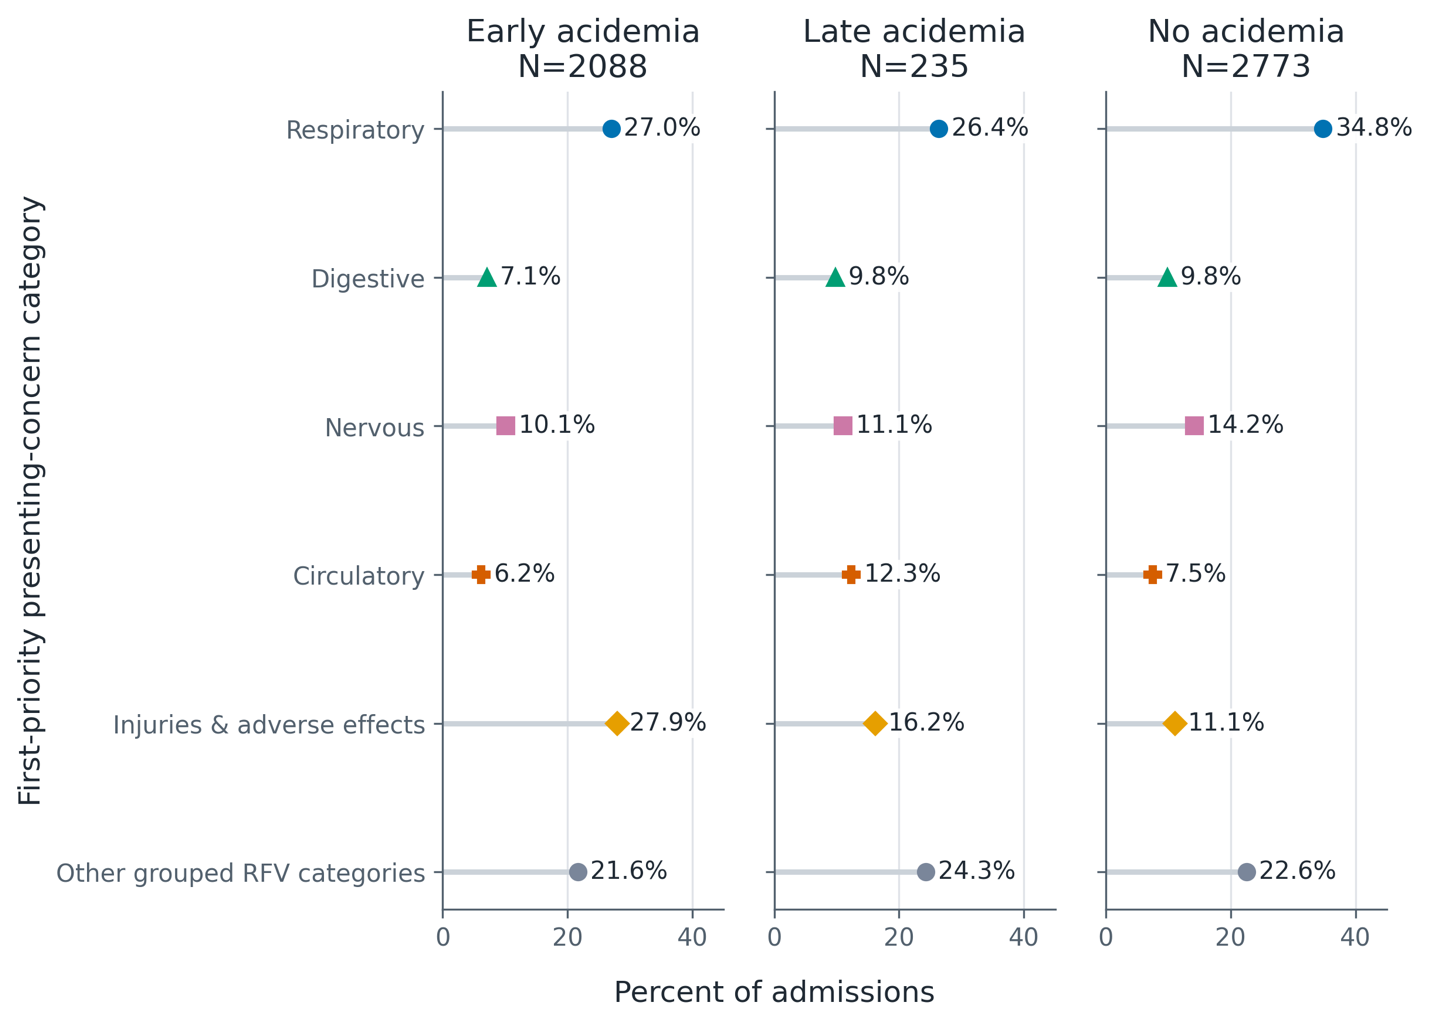 Early acidemia
N=2088
Late acidemia
N=235
No acidemia
N=2773
First-priority presenting-concern category
Respiratory
27.0%
26.4%
34.8%
Digestive
7.1%
9.8%
9.8%
Nervous
10.1%
11.1%
14.2%
Circulatory
6.2%
12.3%
7.5%
Injuries & adverse effects
27.9%
16.2%
11.1%
Other grouped RFV categories
21.6%
24.3%
22.6%
0 20 40
0 20 40
0 20 40
Percent of admissions